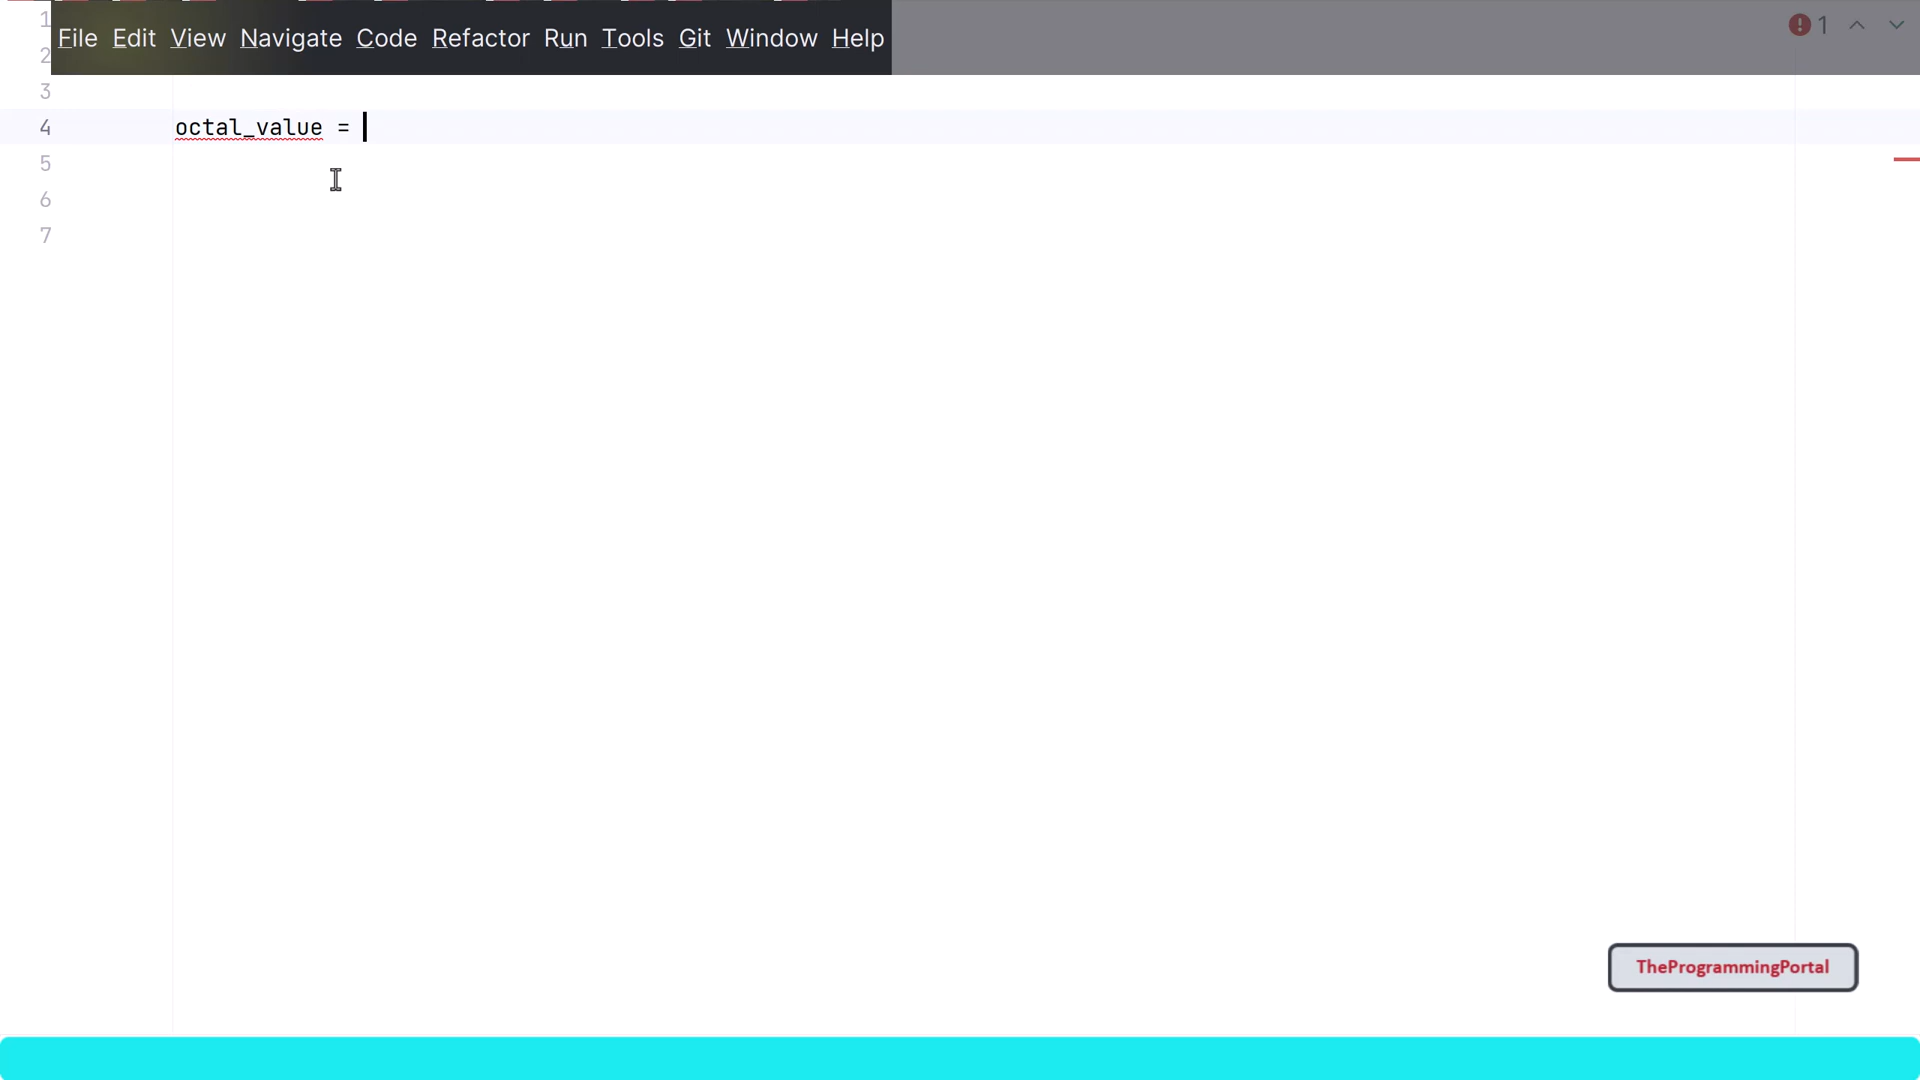 File Edit View Navigate Code Refactor Run Tools Git Window Help
1
1
2
3
4 octal_value =
5
6
7
TheProgrammingPortal